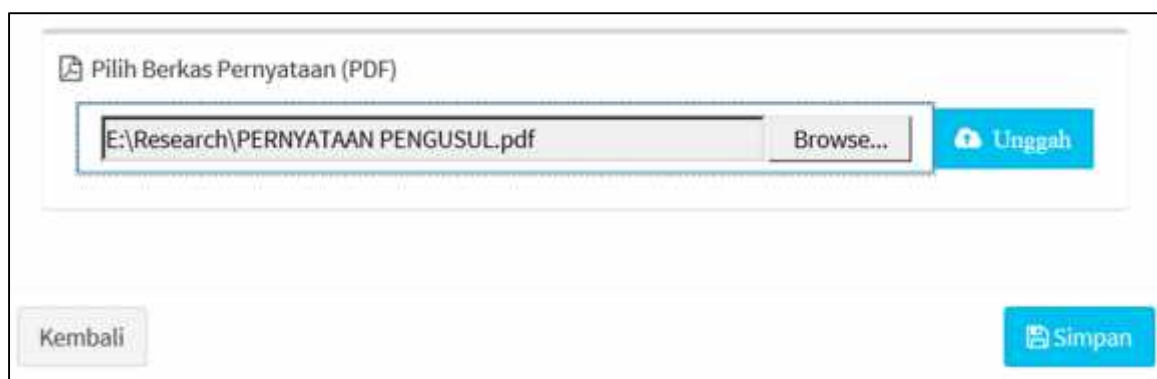 Pilih Berkas Pernyataan (PDF)
E:\Research\PERNYATAAN PENGUSUL.pdf Browse... Unggah
Kembali Simpan